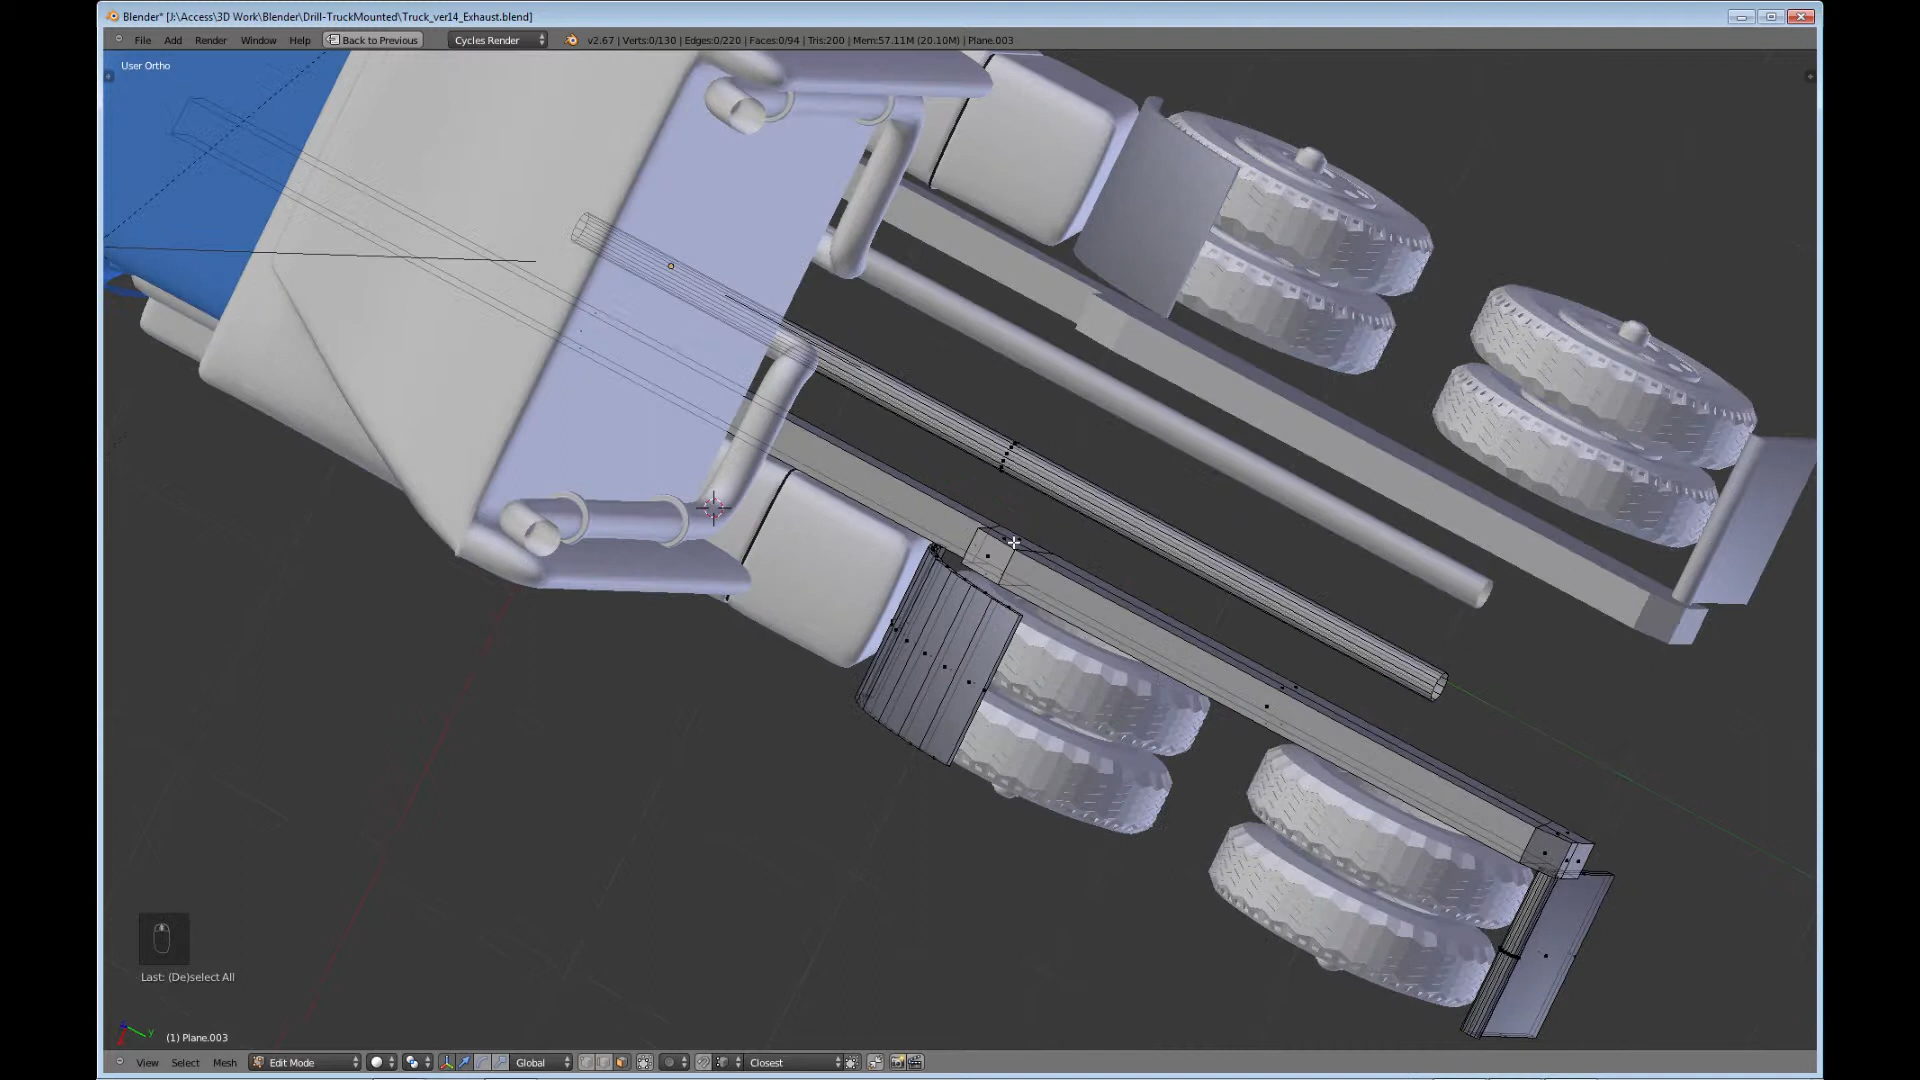 Blender* [J:\Access\3D Work\Blender\Drill-TruckMounted\Truck_ver14_Exhaust.blend]
File Add Render Window Help Back to Previous Cycles Render v2.67 | Verts:0/130 | Edges:0/220 | Faces:0/94 | Tris:200 | Mem:57.11M (20.10M) | Plane.003
User Ortho
Last: (De)select All
y
(1) Plane.003
View Select Mesh Edit Mode Global Closest